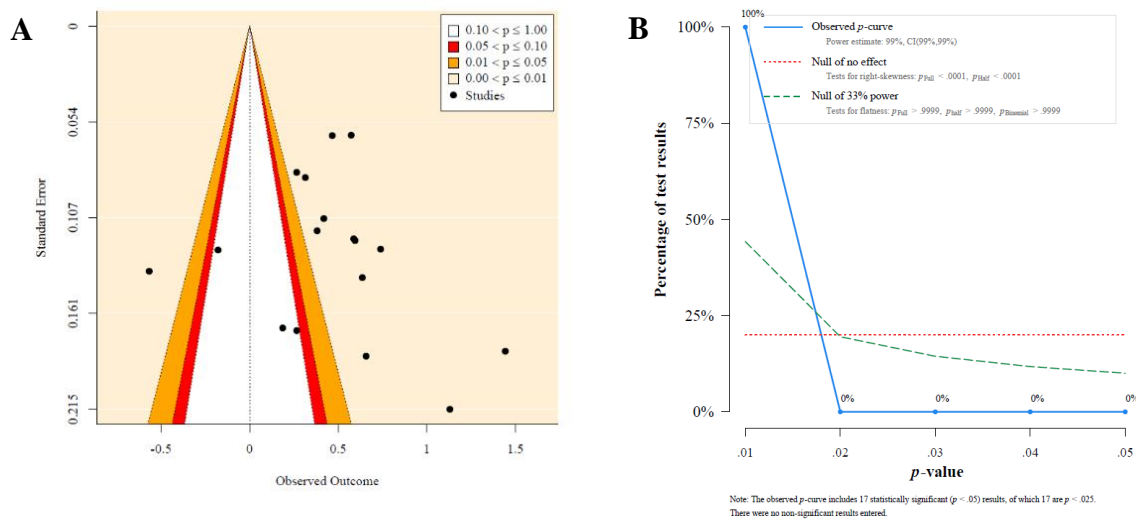 A
0.10 < p ≤ 1.00
0.05 < p ≤ 0.10
0.01 < p ≤ 0.05
0.00 < p ≤ 0.01
Studies
Standard Error
0
0.054
0.107
0.161
0.215
-0.5
0
0.5
1
1.5
Observed Outcome
B
100%
Observed p-curve
Power estimate: 99%, CI(99%,99%)
Null of no effect
Tests for right-skewness: pFull < .0001, pHalf < .0001
Null of 33% power
Tests for flatness: pFull > .9999, phalf > .9999, pBinomial > .9999
Percentage of test results
100%
75%
50%
25%
0%
0%
0%
0%
0%
.01
.02
.03
.04
.05
p-value
Note: The observed p-curve includes 17 statistically significant (p < .05) results, of which 17 are p < .025.
There were no non-significant results entered.